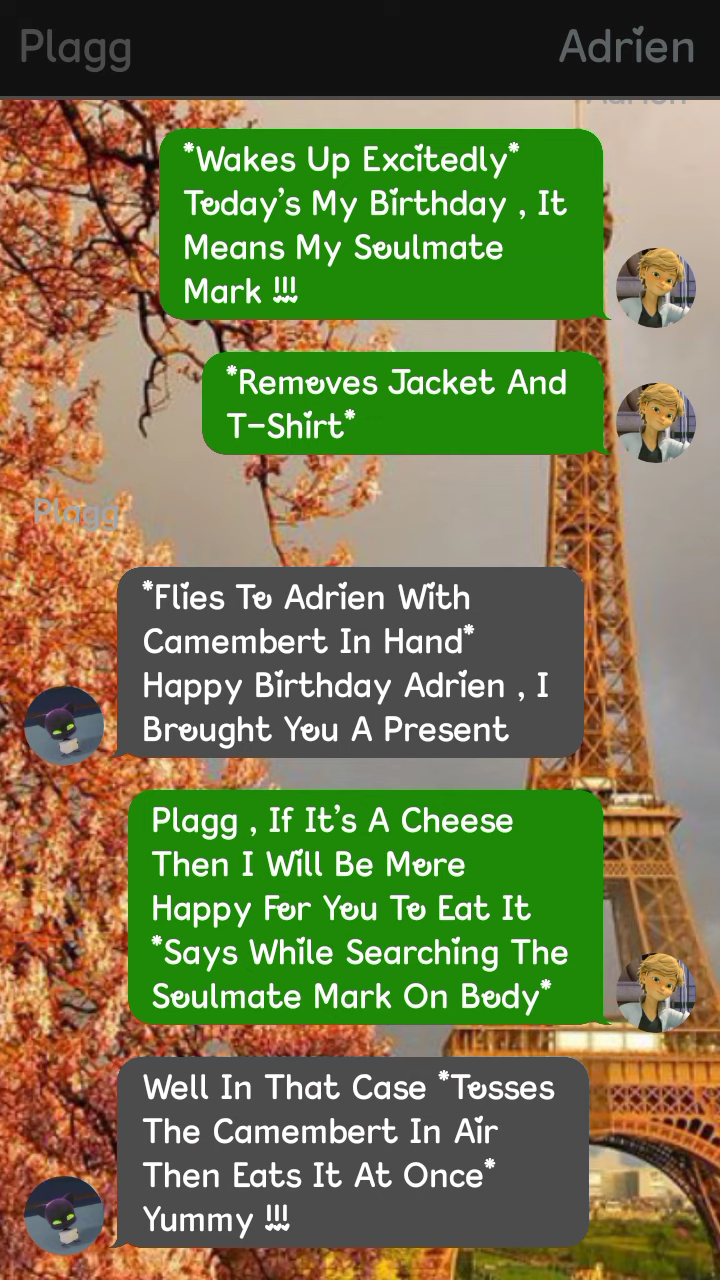 Plagg
Adrien
Adrien
*Wakes Up Excitedly*
Today's My Birthday , It
Means My Soulmate
Mark !!!
*Removes Jacket And
T-Shirt*
Plagg
*Flies To Adrien With
Camembert In Hand*
Happy Birthday Adrien , I
Brought You A Present
Plagg , If It's A Cheese
Then I Will Be More
Happy For You To Eat It
*Says While Searching The
Soulmate Mark On Body*
Well In That Case *Tosses
The Camembert In Air
Then Eats It At Once*
Yummy !!!